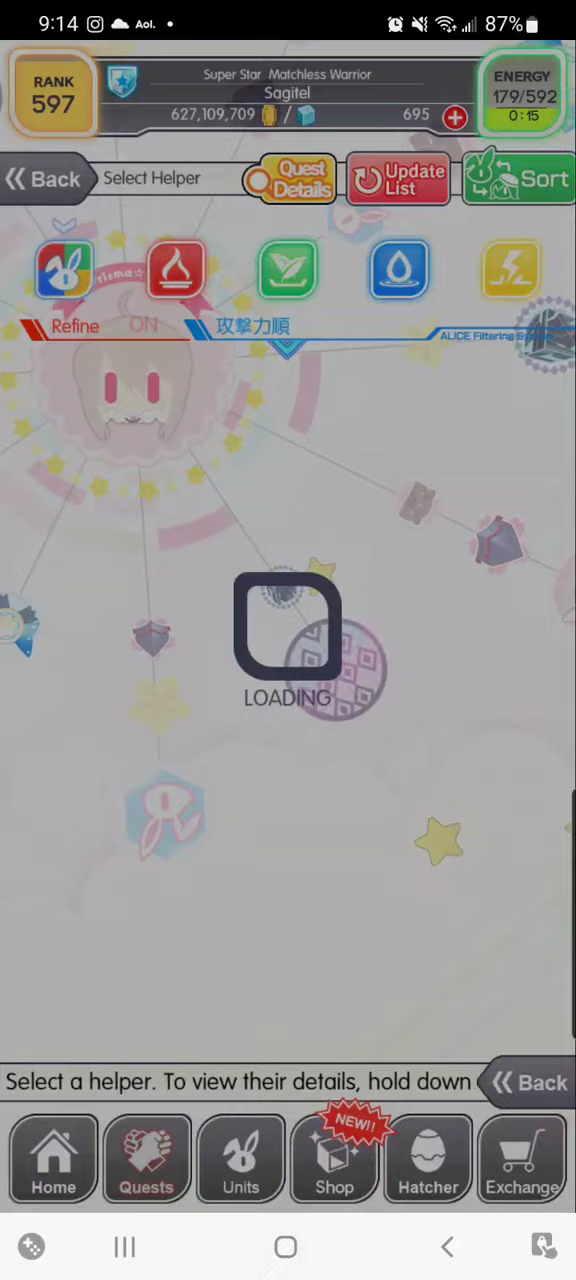 9:14 Aol. 87%
RANK
597
Super Star Matchless Warrior
Sagitel
627,109,709 / 695
ENERGY
179/592
0:15
Back
Select Helper
Quest Details
Update List
Sort
Refine ON
攻撃力順
ALICE Filtering
LOADING
Select a helper. To view their details, hold down
Back
NEW!!
Home
Quests
Units
Shop
Hatcher
Exchange